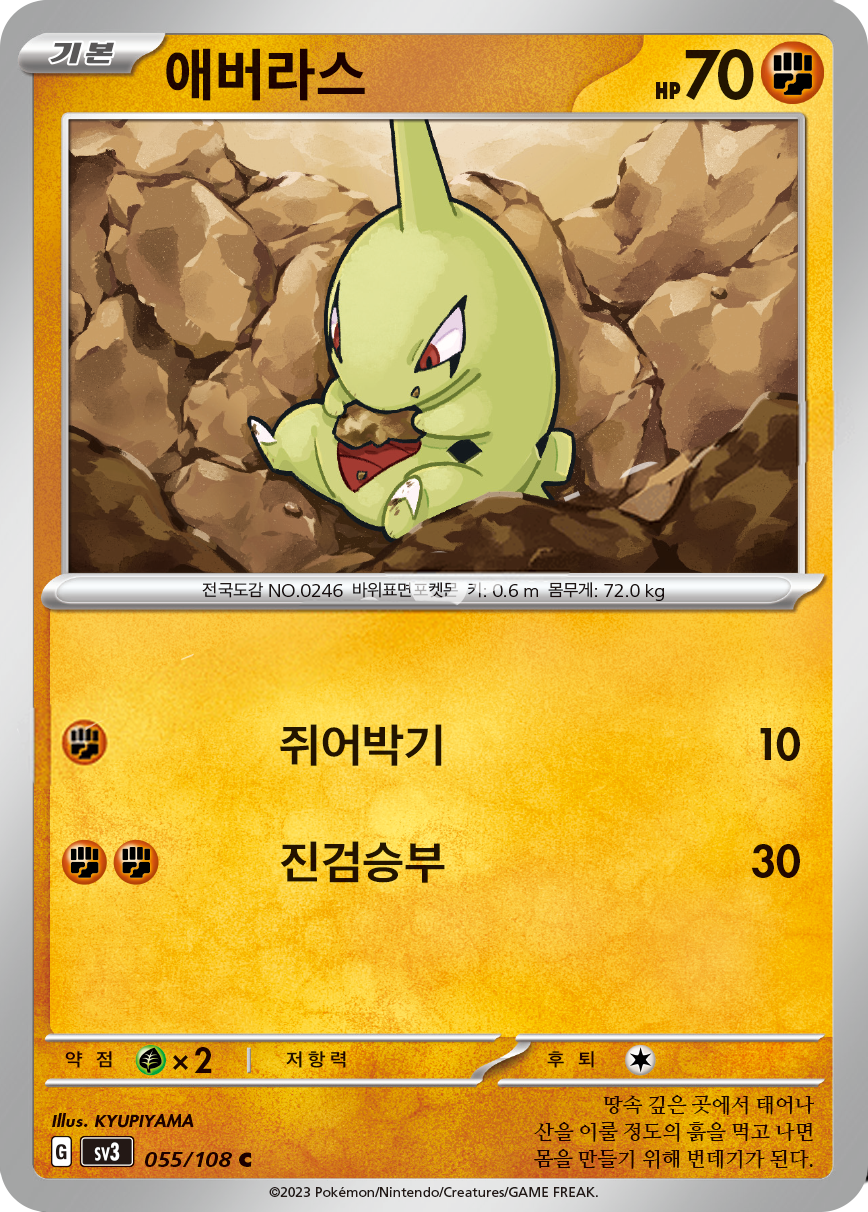 기본 애버라스 HP 70
전국도감 NO.0246 바위표면포켓몬 키: 0.6 m 몸무게: 72.0 kg
쥐어박기 10
진검승부 30
약점 ×2 저항력 후퇴
땅속 깊은 곳에서 태어나
산을 이룰 정도의 흙을 먹고 나면
몸을 만들기 위해 번데기가 된다.
Illus. KYUPIYAMA
G sv3 055/108 C
©2023 Pokémon/Nintendo/Creatures/GAME FREAK.